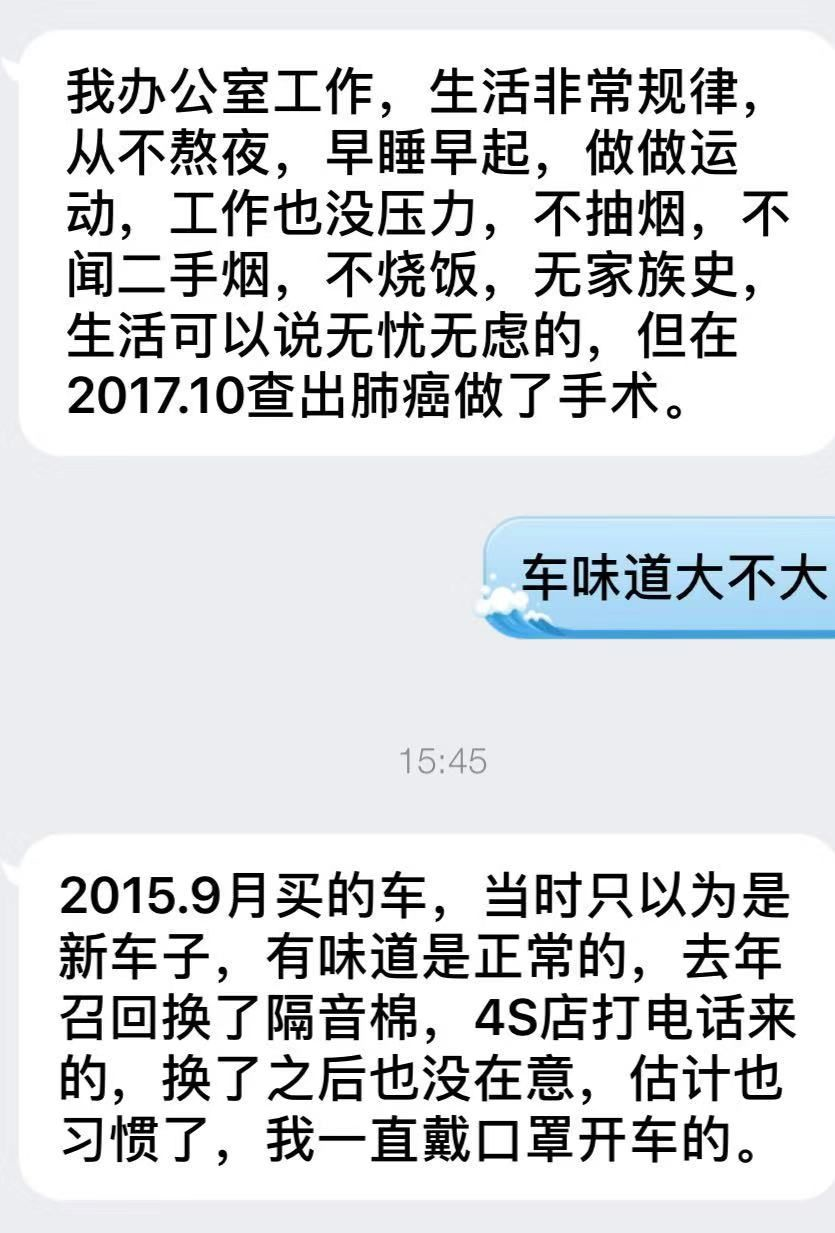 我办公室工作，生活非常规律，
从不熬夜，早睡早起，做做运
动，工作也没压力，不抽烟，不
闻二手烟，不烧饭，无家族史，
生活可以说无忧无虑的，但在
2017.10查出肺癌做了手术。
车味道大不大
15:45
2015.9月买的车，当时只以为是
新车子，有味道是正常的，去年
召回换了隔音棉，4S店打电话来
的，换了之后也没在意，估计也
习惯了，我一直戴口罩开车的。